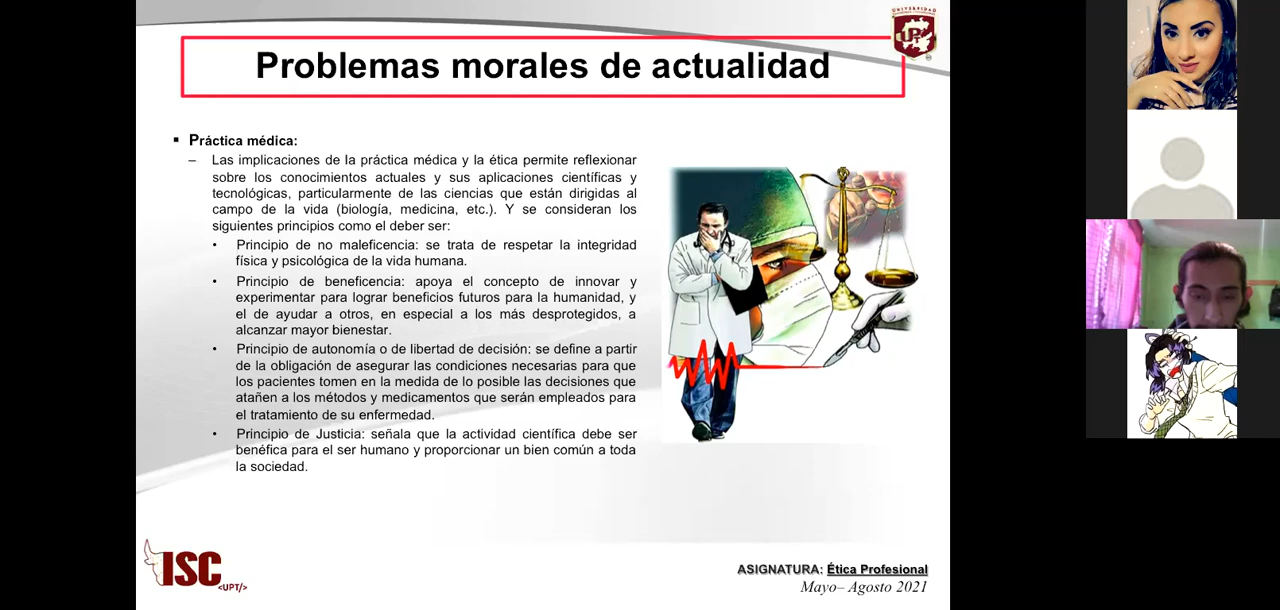 UNIVERSIDAD
UPT
Problemas morales de actualidad
▪ Práctica médica:
– Las implicaciones de la práctica médica y la ética permite reflexionar
sobre los conocimientos actuales y sus aplicaciones científicas y
tecnológicas, particularmente de las ciencias que están dirigidas al
campo de la vida (biología, medicina, etc.). Y se consideran los
siguientes principios como el deber ser:
• Principio de no maleficencia: se trata de respetar la integridad
física y psicológica de la vida humana.
• Principio de beneficencia: apoya el concepto de innovar y
experimentar para lograr beneficios futuros para la humanidad, y
el de ayudar a otros, en especial a los más desprotegidos, a
alcanzar mayor bienestar.
• Principio de autonomía o de libertad de decisión: se define a partir
de la obligación de asegurar las condiciones necesarias para que
los pacientes tomen en la medida de lo posible las decisiones que
atañen a los métodos y medicamentos que serán empleados para
el tratamiento de su enfermedad.
• Principio de Justicia: señala que la actividad científica debe ser
benéfica para el ser humano y proporcionar un bien común a toda
la sociedad.
ISC
<UPT/>
ASIGNATURA: Ética Profesional
Mayo– Agosto 2021